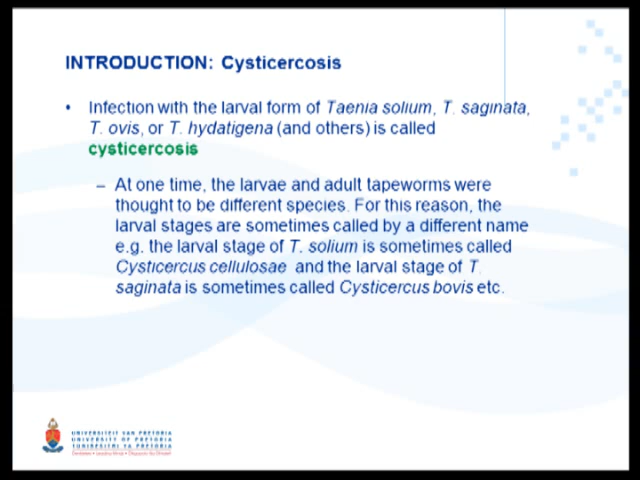 INTRODUCTION: Cysticercosis
• Infection with the larval form of Taenia solium, T. saginata,
T. ovis, or T. hydatigena (and others) is called
cysticercosis
– At one time, the larvae and adult tapeworms were
thought to be different species. For this reason, the
larval stages are sometimes called by a different name
e.g. the larval stage of T. solium is sometimes called
Cysticercus cellulosae and the larval stage of T.
saginata is sometimes called Cysticercus bovis etc.
UNIVERSITEIT VAN PRETORIA
UNIVERSITY OF PRETORIA
YUNIBESITHI YA PRETORIA